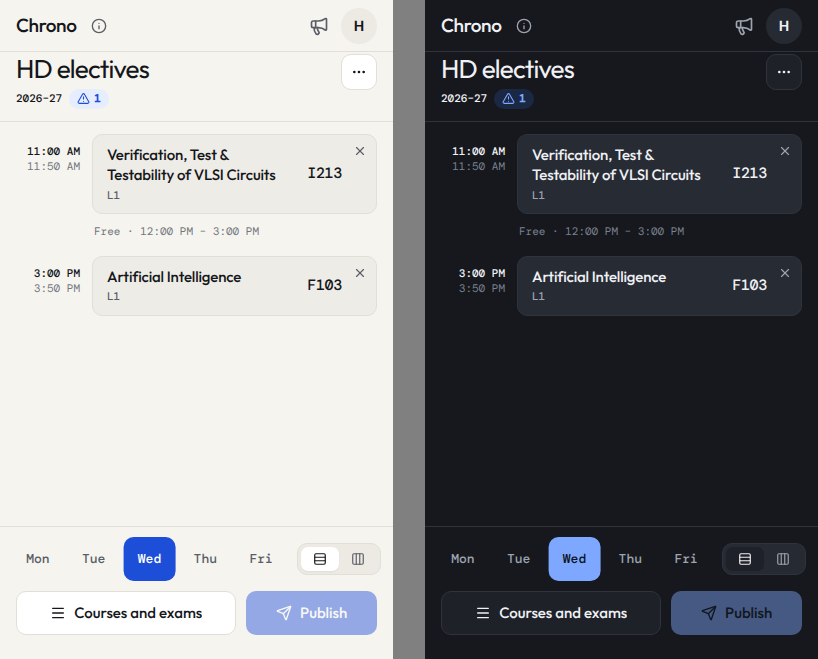 Chrono
H
HD electives
...
2026-27 1
11:00 AM
11:50 AM
Verification, Test &
Testability of VLSI Circuits
L1
I213
Free · 12:00 PM – 3:00 PM
3:00 PM
3:50 PM
Artificial Intelligence
L1
F103
Mon Tue Wed Thu Fri
Courses and exams Publish
Chrono
H
HD electives
...
2026-27 1
11:00 AM
11:50 AM
Verification, Test &
Testability of VLSI Circuits
L1
I213
Free · 12:00 PM – 3:00 PM
3:00 PM
3:50 PM
Artificial Intelligence
L1
F103
Mon Tue Wed Thu Fri
Courses and exams Publish